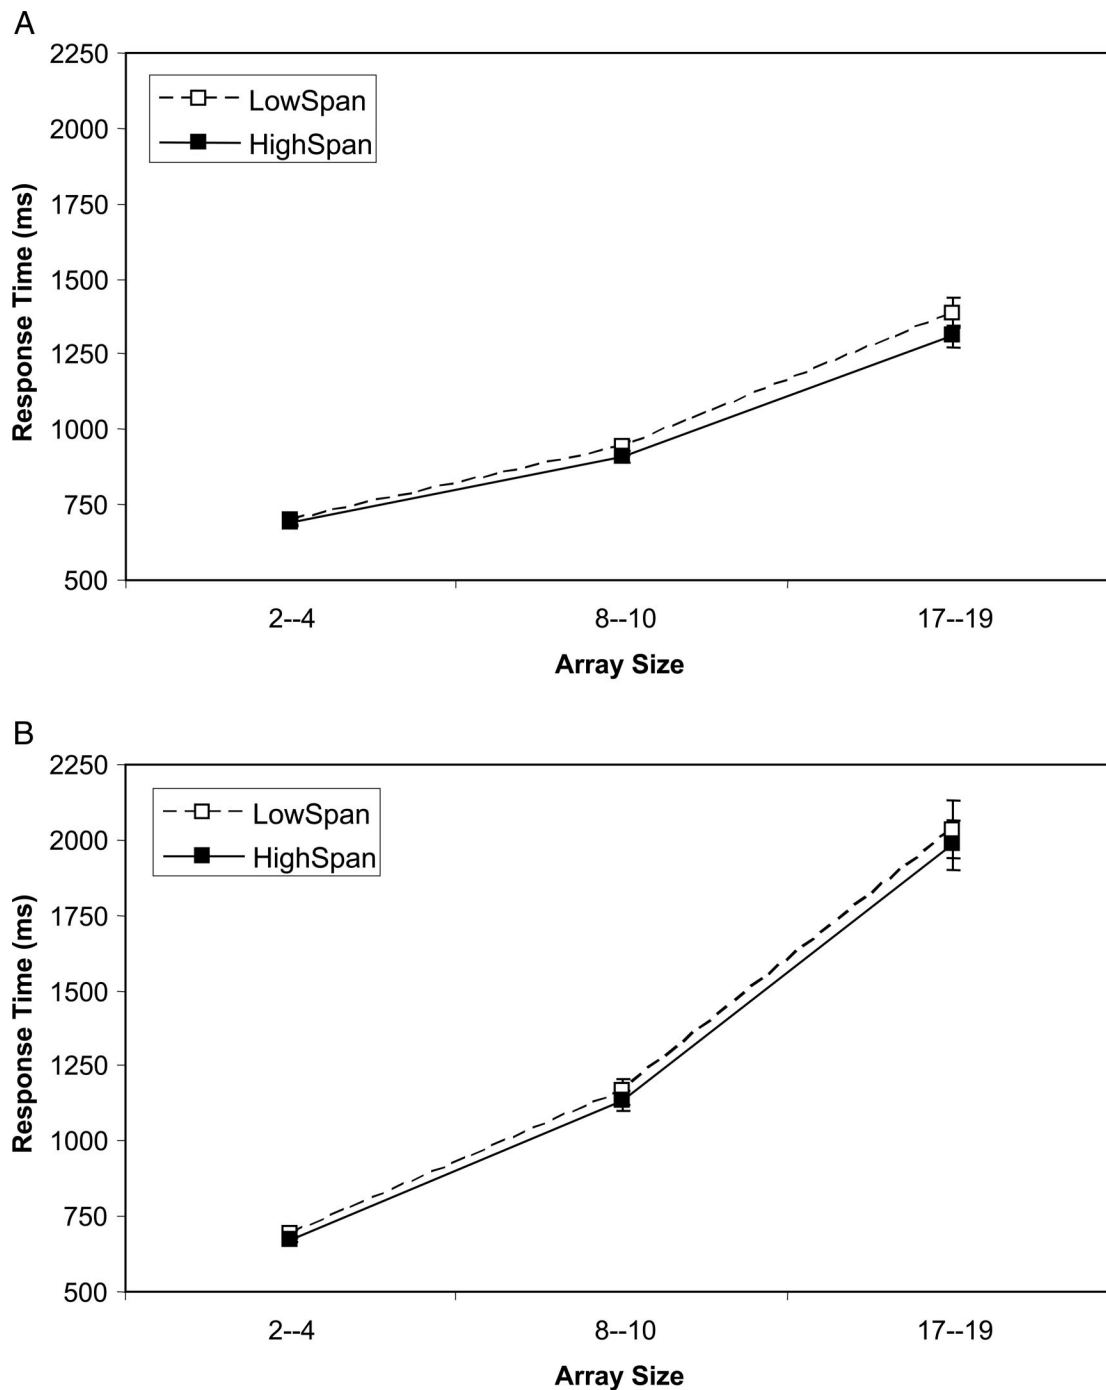 A
2250
2000
1750
1500
1250
1000
750
500
Response Time (ms)
LowSpan
HighSpan
2--4 8--10 17--19
Array Size
B
2250
2000
1750
1500
1250
1000
750
500
Response Time (ms)
LowSpan
HighSpan
2--4 8--10 17--19
Array Size